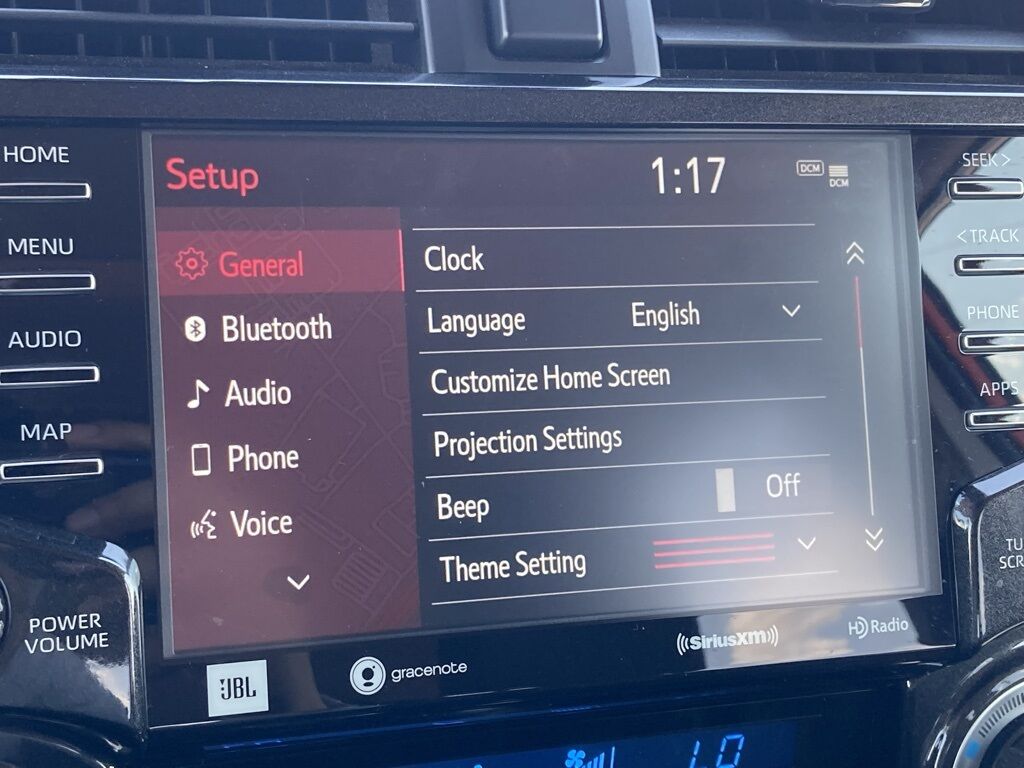 HOME
MENU
AUDIO
MAP
POWER
VOLUME
Setup
1:17
DCM
DCM
General
Bluetooth
Audio
Phone
Voice
Clock
Language English
Customize Home Screen
Projection Settings
Beep Off
Theme Setting
SEEK >
< TRACK
PHONE
APPS
JBL
gracenote
SiriusXM
HD Radio